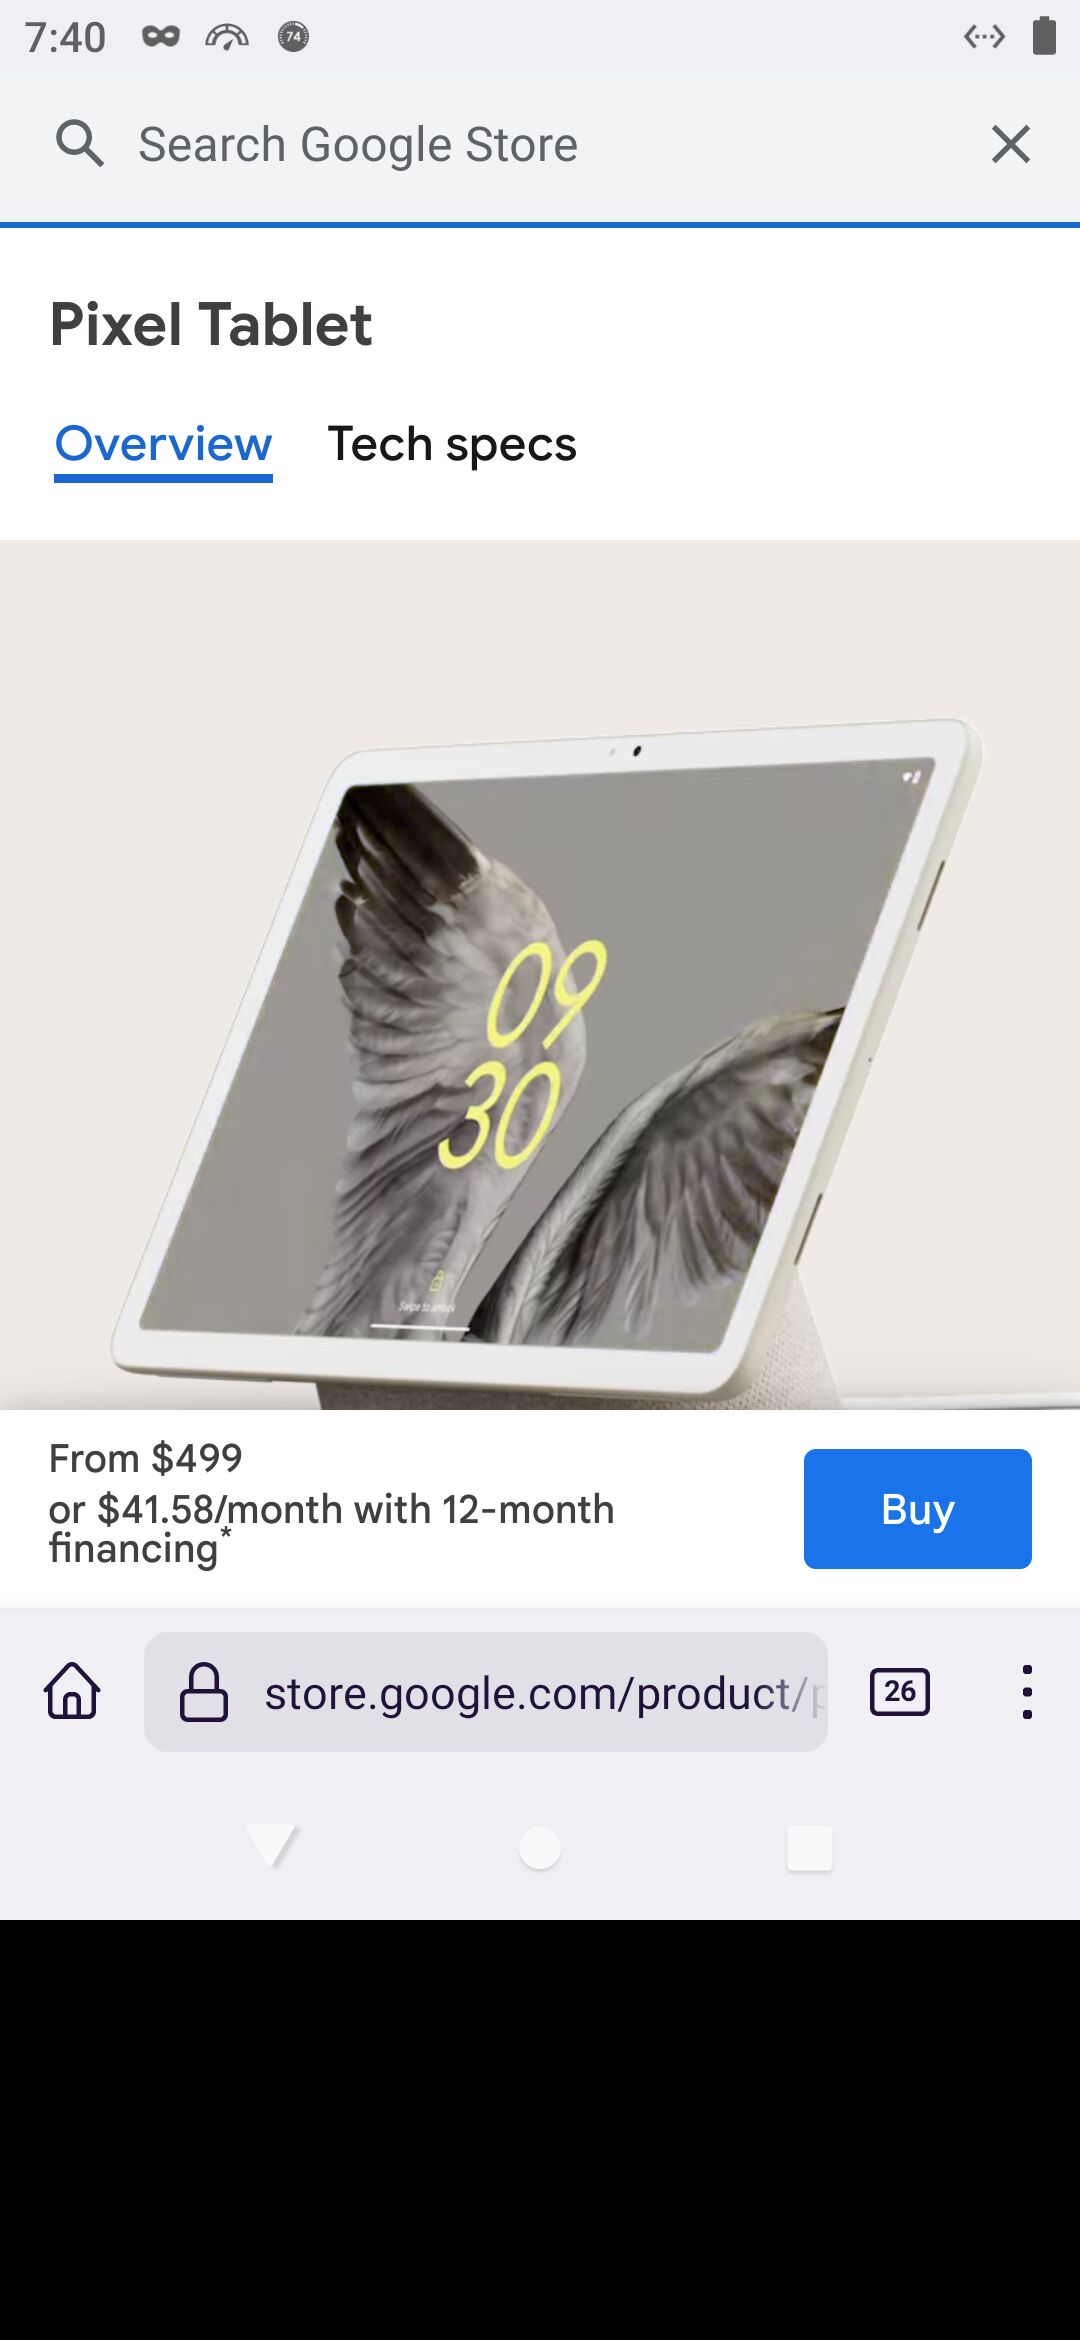 7:40 74
Search Google Store
Pixel Tablet
Overview Tech specs
09
30
Swipe to unlock
From $499
or $41.58/month with 12-month
financing*
Buy
store.google.com/product/p
26